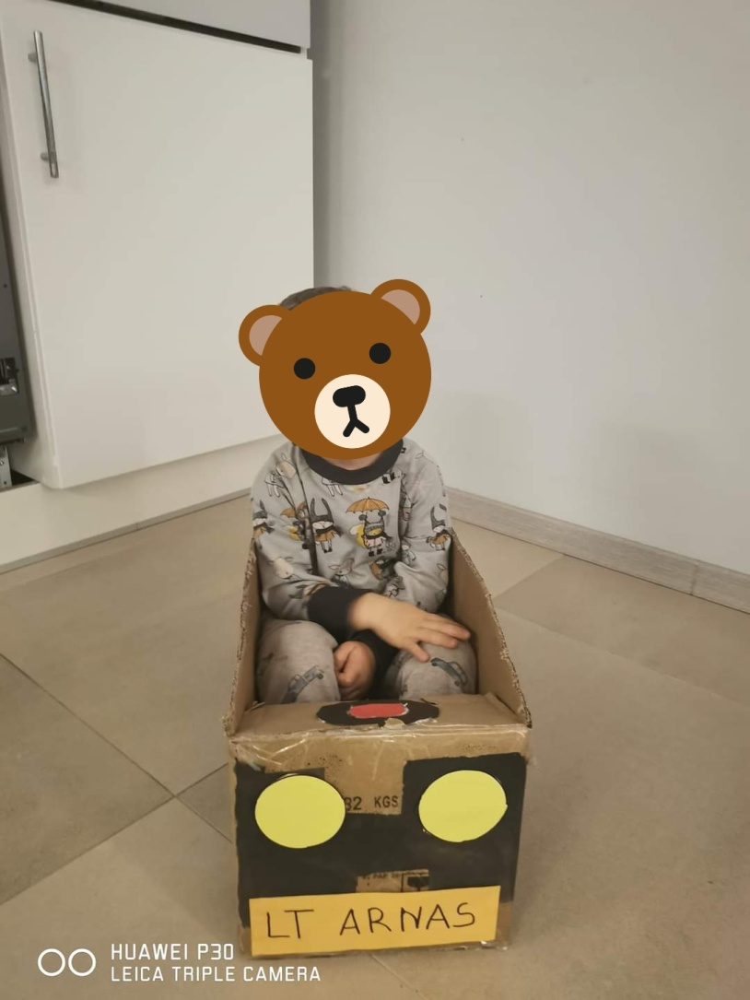 32 KGS
LT ARNAS
HUAWEI P30
LEICA TRIPLE CAMERA